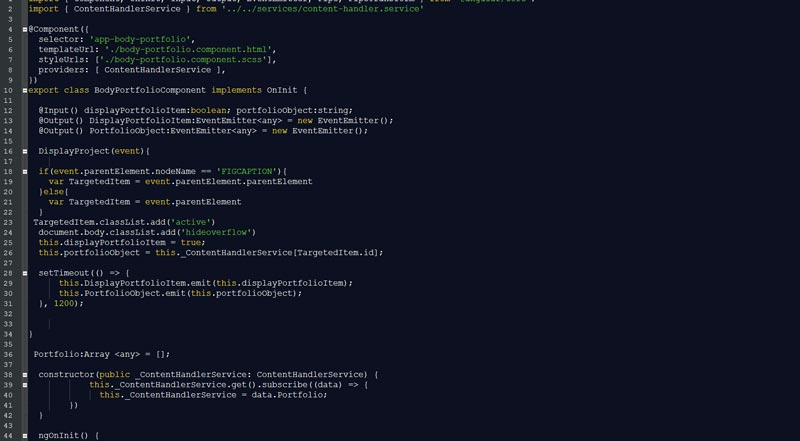 2 import { ContentHandlerService } from '../../services/content-handler.service'
3
4 @Component({
5 selector: 'app-body-portfolio',
6 templateUrl: './body-portfolio.component.html',
7 styleUrls: ['./body-portfolio.component.scss'],
8 providers: [ ContentHandlerService ],
9 })
10 export class BodyPortfolioComponent implements OnInit {
11
12 @Input() displayPortfolioItem:boolean; portfolioObject:string;
13 @Output() DisplayPortfolioItem:EventEmitter<any> = new EventEmitter();
14 @Output() PortfolioObject:EventEmitter<any> = new EventEmitter();
15
16 DisplayProject(event){
17
18 if(event.parentElement.nodeName == 'FIGCAPTION'){
19 var TargetedItem = event.parentElement.parentElement
20 }else{
21 var TargetedItem = event.parentElement
22 }
23 TargetedItem.classList.add('active')
24 document.body.classList.add('hideoverflow')
25 this.displayPortfolioItem = true;
26 this.portfolioObject = this._ContentHandlerService[TargetedItem.id];
27
28 setTimeout(() => {
29 this.DisplayPortfolioItem.emit(this.displayPortfolioItem);
30 this.PortfolioObject.emit(this.portfolioObject);
31 }, 1200);
32
33
34 }
35
36 Portfolio:Array <any> = [];
37
38 constructor(public _ContentHandlerService: ContentHandlerService) {
39 this._ContentHandlerService.get().subscribe((data) => {
40 this._ContentHandlerService = data.Portfolio;
41 })
42 }
43
44 ngOnInit() {